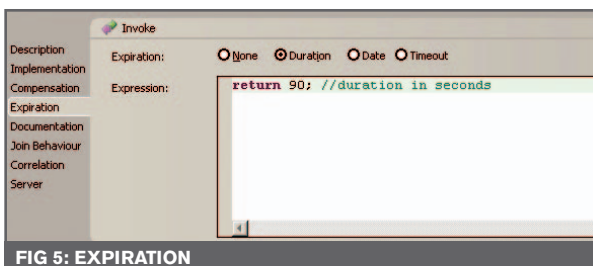 Invoke
Description
Implementation
Compensation
Expiration
Documentation
Join Behaviour
Correlation
Server
Expiration: None Duration Date Timeout
Expression: return 90; //duration in seconds
FIG 5: EXPIRATION